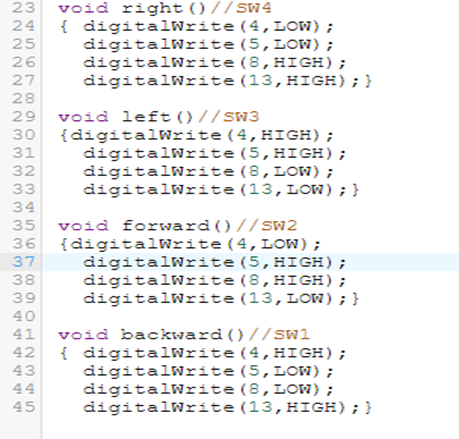 23 void right()//SW4
24 { digitalWrite(4,LOW);
25 digitalWrite(5,LOW);
26 digitalWrite(8,HIGH);
27 digitalWrite(13,HIGH);}
28
29 void left()//SW3
30 {digitalWrite(4,HIGH);
31 digitalWrite(5,HIGH);
32 digitalWrite(8,LOW);
33 digitalWrite(13,LOW);}
34
35 void forward()//SW2
36 {digitalWrite(4,LOW);
37 digitalWrite(5,HIGH);
38 digitalWrite(8,HIGH);
39 digitalWrite(13,LOW);}
40
41 void backward()//SW1
42 { digitalWrite(4,HIGH);
43 digitalWrite(5,LOW);
44 digitalWrite(8,LOW);
45 digitalWrite(13,HIGH);}